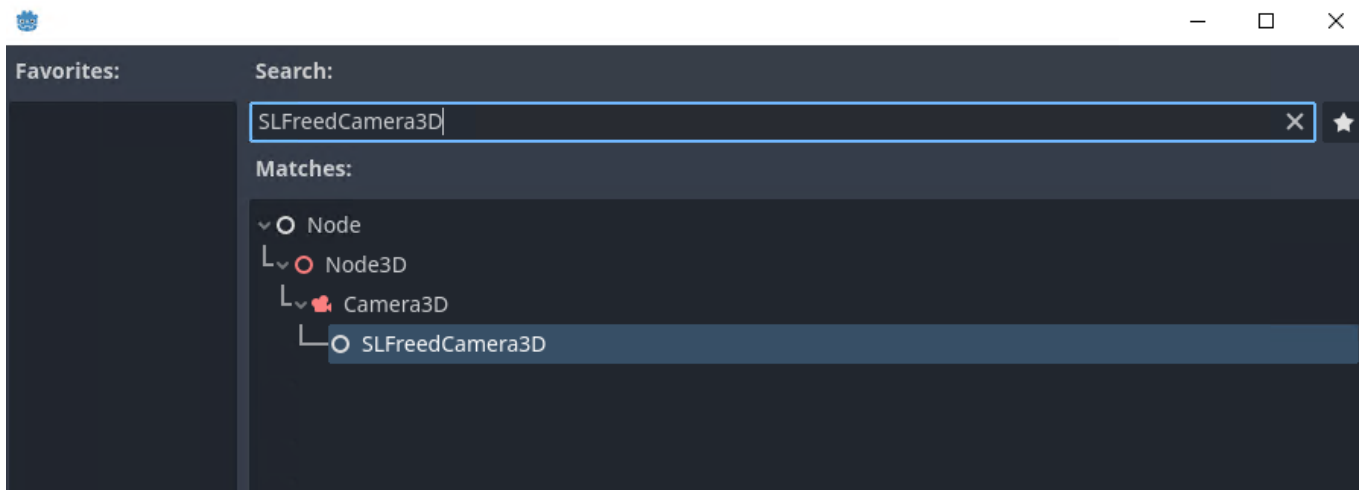 Favorites:
Search:
SLFreedCamera3D
Matches:
Node
Node3D
Camera3D
SLFreedCamera3D